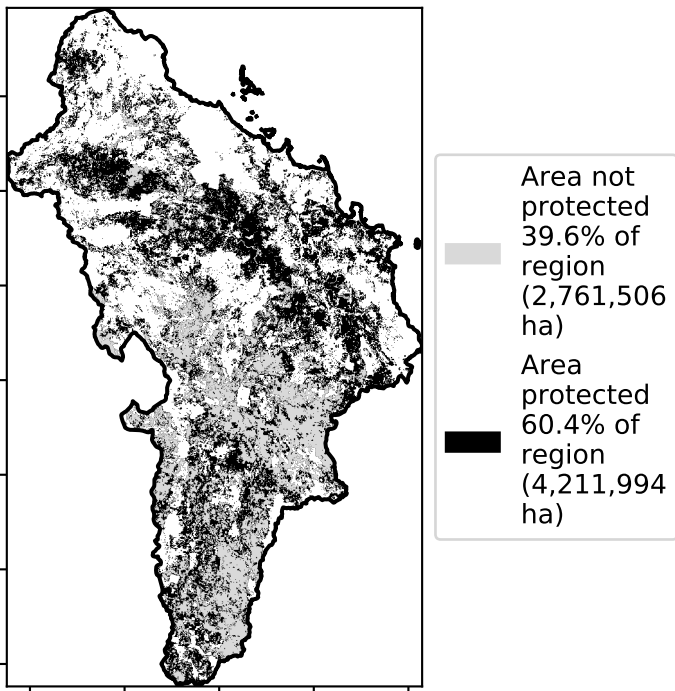 Area not
protected
39.6% of
region
(2,761,506
ha)
Area
protected
60.4% of
region
(4,211,994
ha)